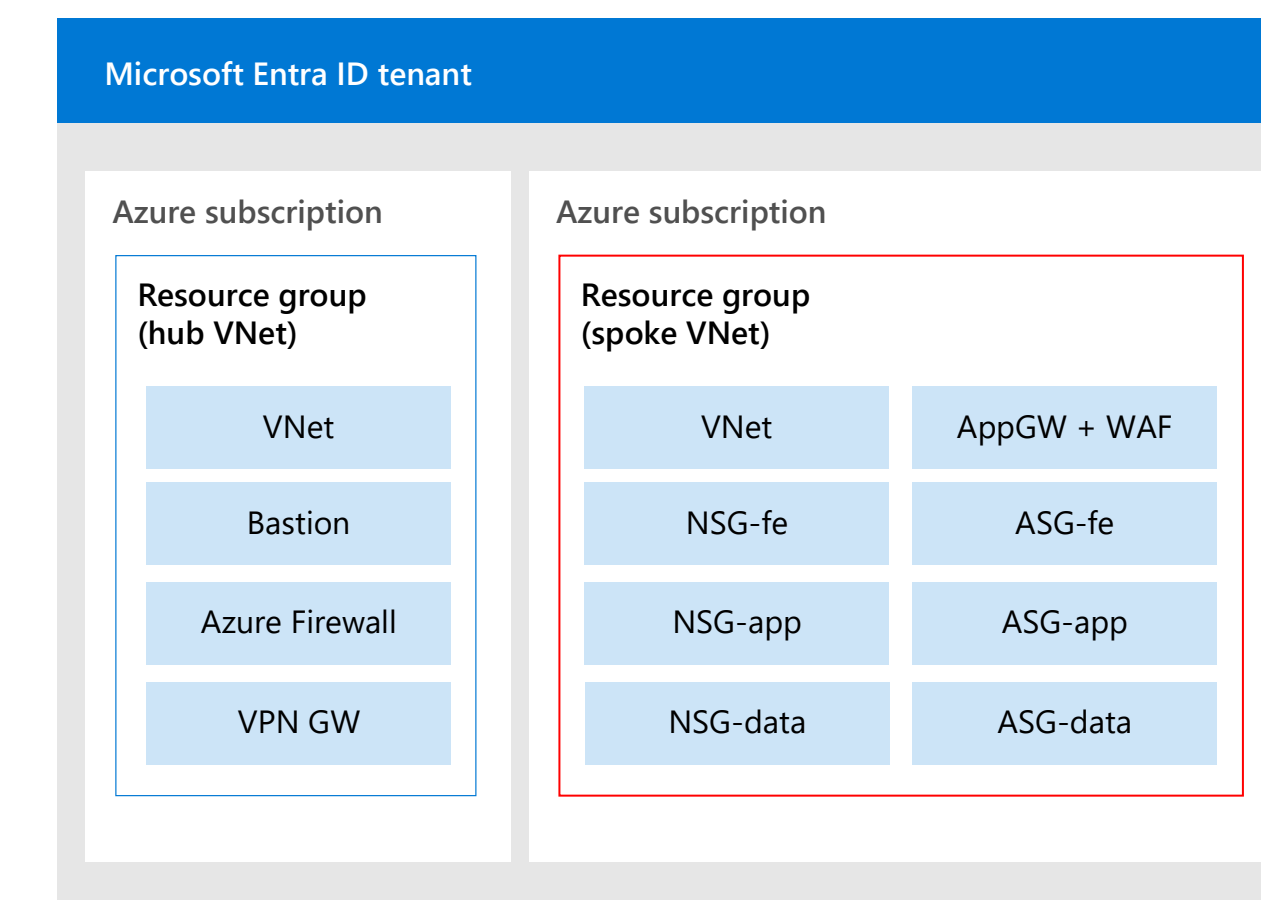 Microsoft Entra ID tenant
Azure subscription
Resource group
(hub VNet)
VNet
Bastion
Azure Firewall
VPN GW
Azure subscription
Resource group
(spoke VNet)
VNet
AppGW + WAF
NSG-fe
ASG-fe
NSG-app
ASG-app
NSG-data
ASG-data